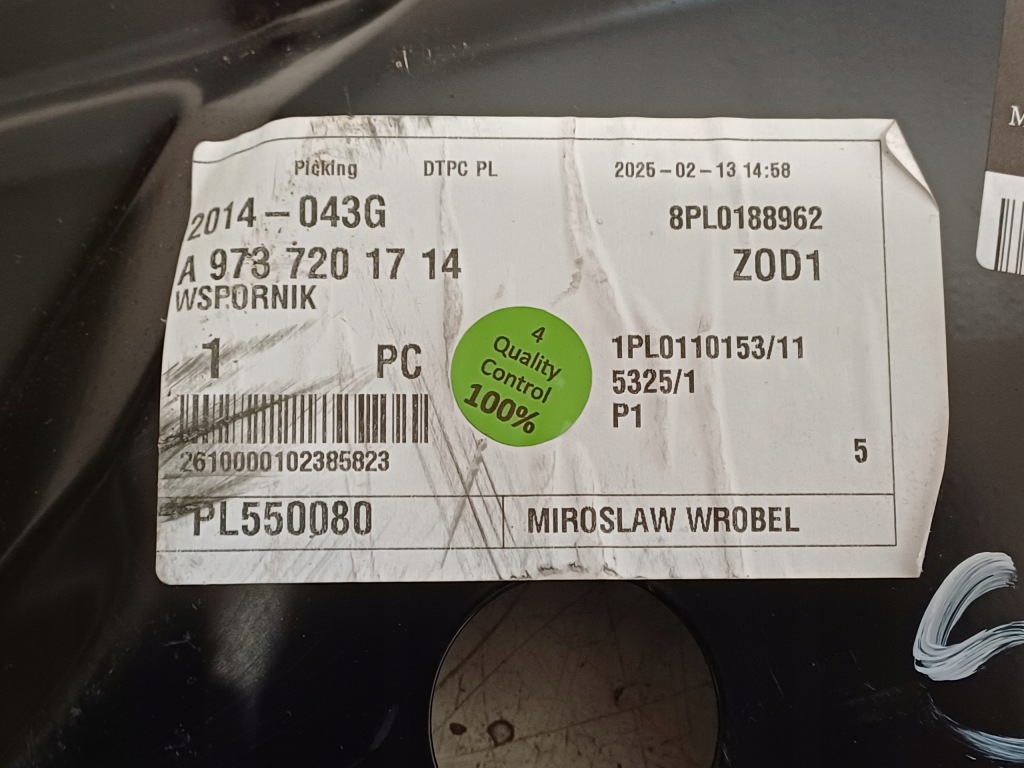 Picking DTPC PL 2025-02-13 14:58
2014-043G 8PL0188962
A 973 720 17 14 ZOD1
WSPORNIK
1 PC
4
Quality
Control
100%
1PL0110153/11
5325/1
P1
5
2610000102385823
PL550080 MIROSLAW WROBEL
M